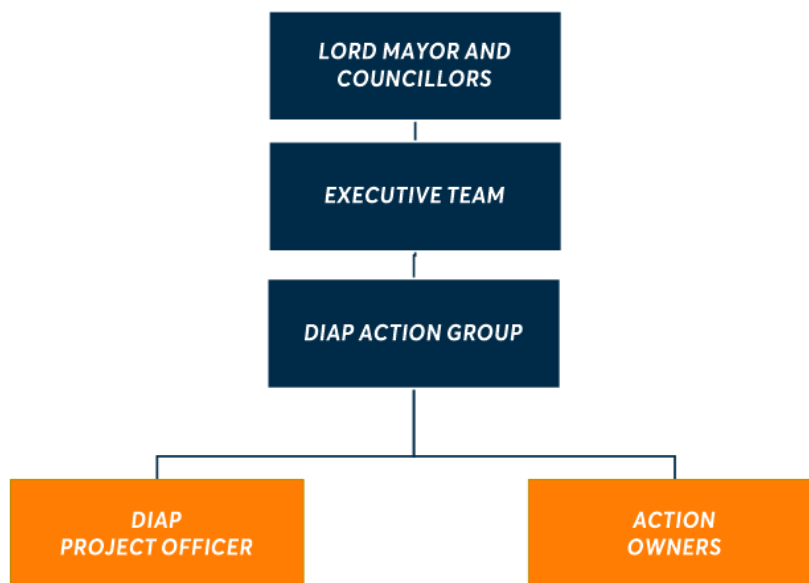 LORD MAYOR AND
COUNCILLORS
EXECUTIVE TEAM
DIAP ACTION GROUP
DIAP
PROJECT OFFICER
ACTION
OWNERS